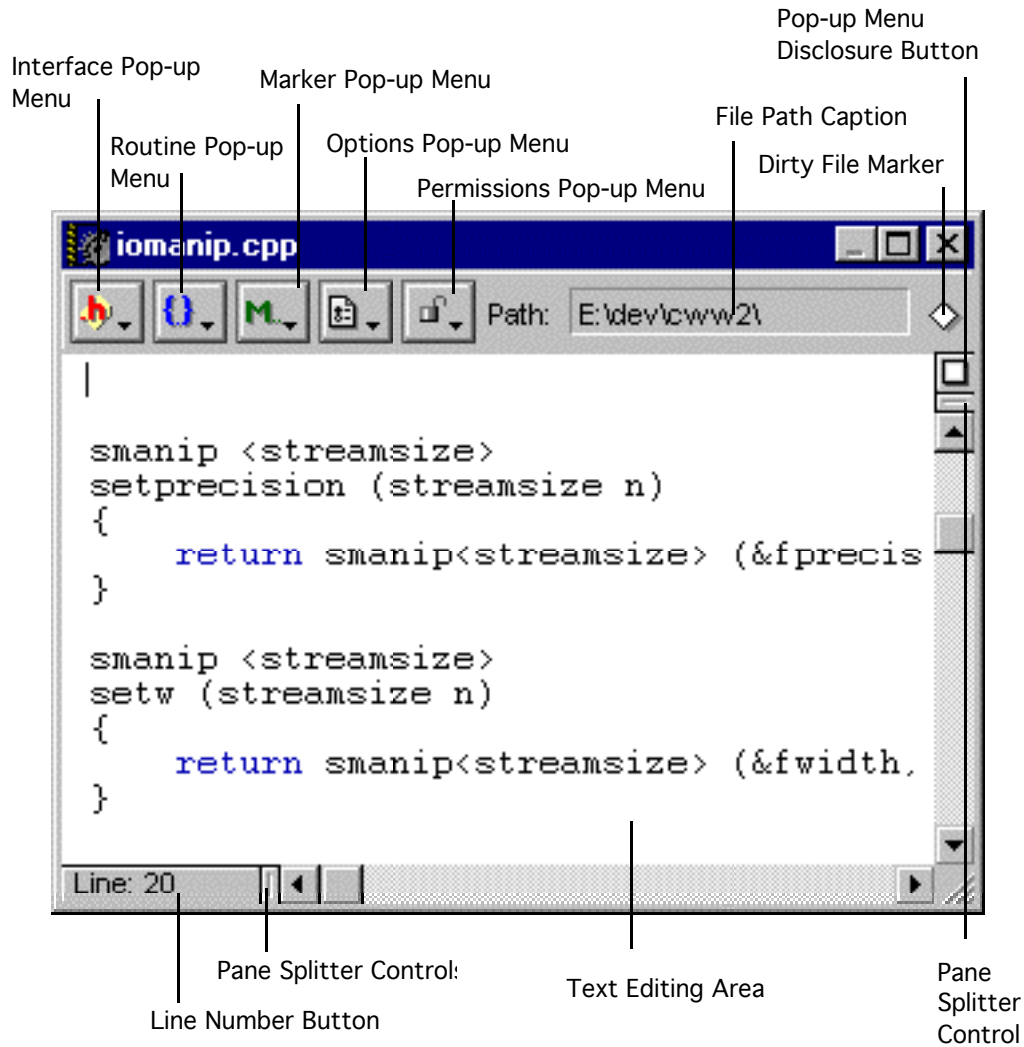 Pop-up Menu
Disclosure Button
Interface Pop-up
Menu
Marker Pop-up Menu
File Path Caption
Routine Pop-up
Menu
Options Pop-up Menu
Dirty File Marker
Permissions Pop-up Menu
iomanip.cpp
.h
{}
M..
Path: E:\dev\cww2\
smanip <streamsize>
setprecision (streamsize n)
{
return smanip<streamsize> (&fprecis
}
smanip <streamsize>
setw (streamsize n)
{
return smanip<streamsize> (&fwidth,
}
Line: 20
Pane Splitter Controls
Text Editing Area
Pane
Splitter
Control
Line Number Button